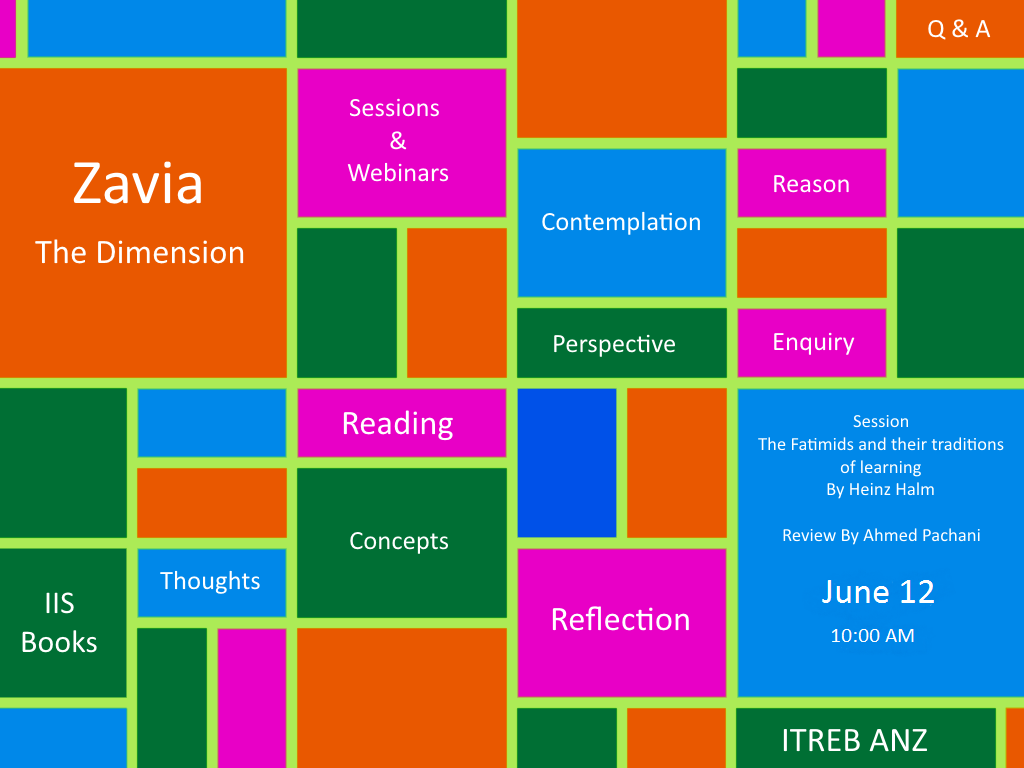 Q & A
Zavia
The Dimension
Sessions
&
Webinars
Contemplation
Reason
Perspective
Enquiry
Reading
Concepts
Thoughts
IIS
Books
Reflection
Session
The Fatimids and their traditions
of learning
By Heinz Halm
Review By Ahmed Pachani
June 12
10:00 AM
ITREB ANZ